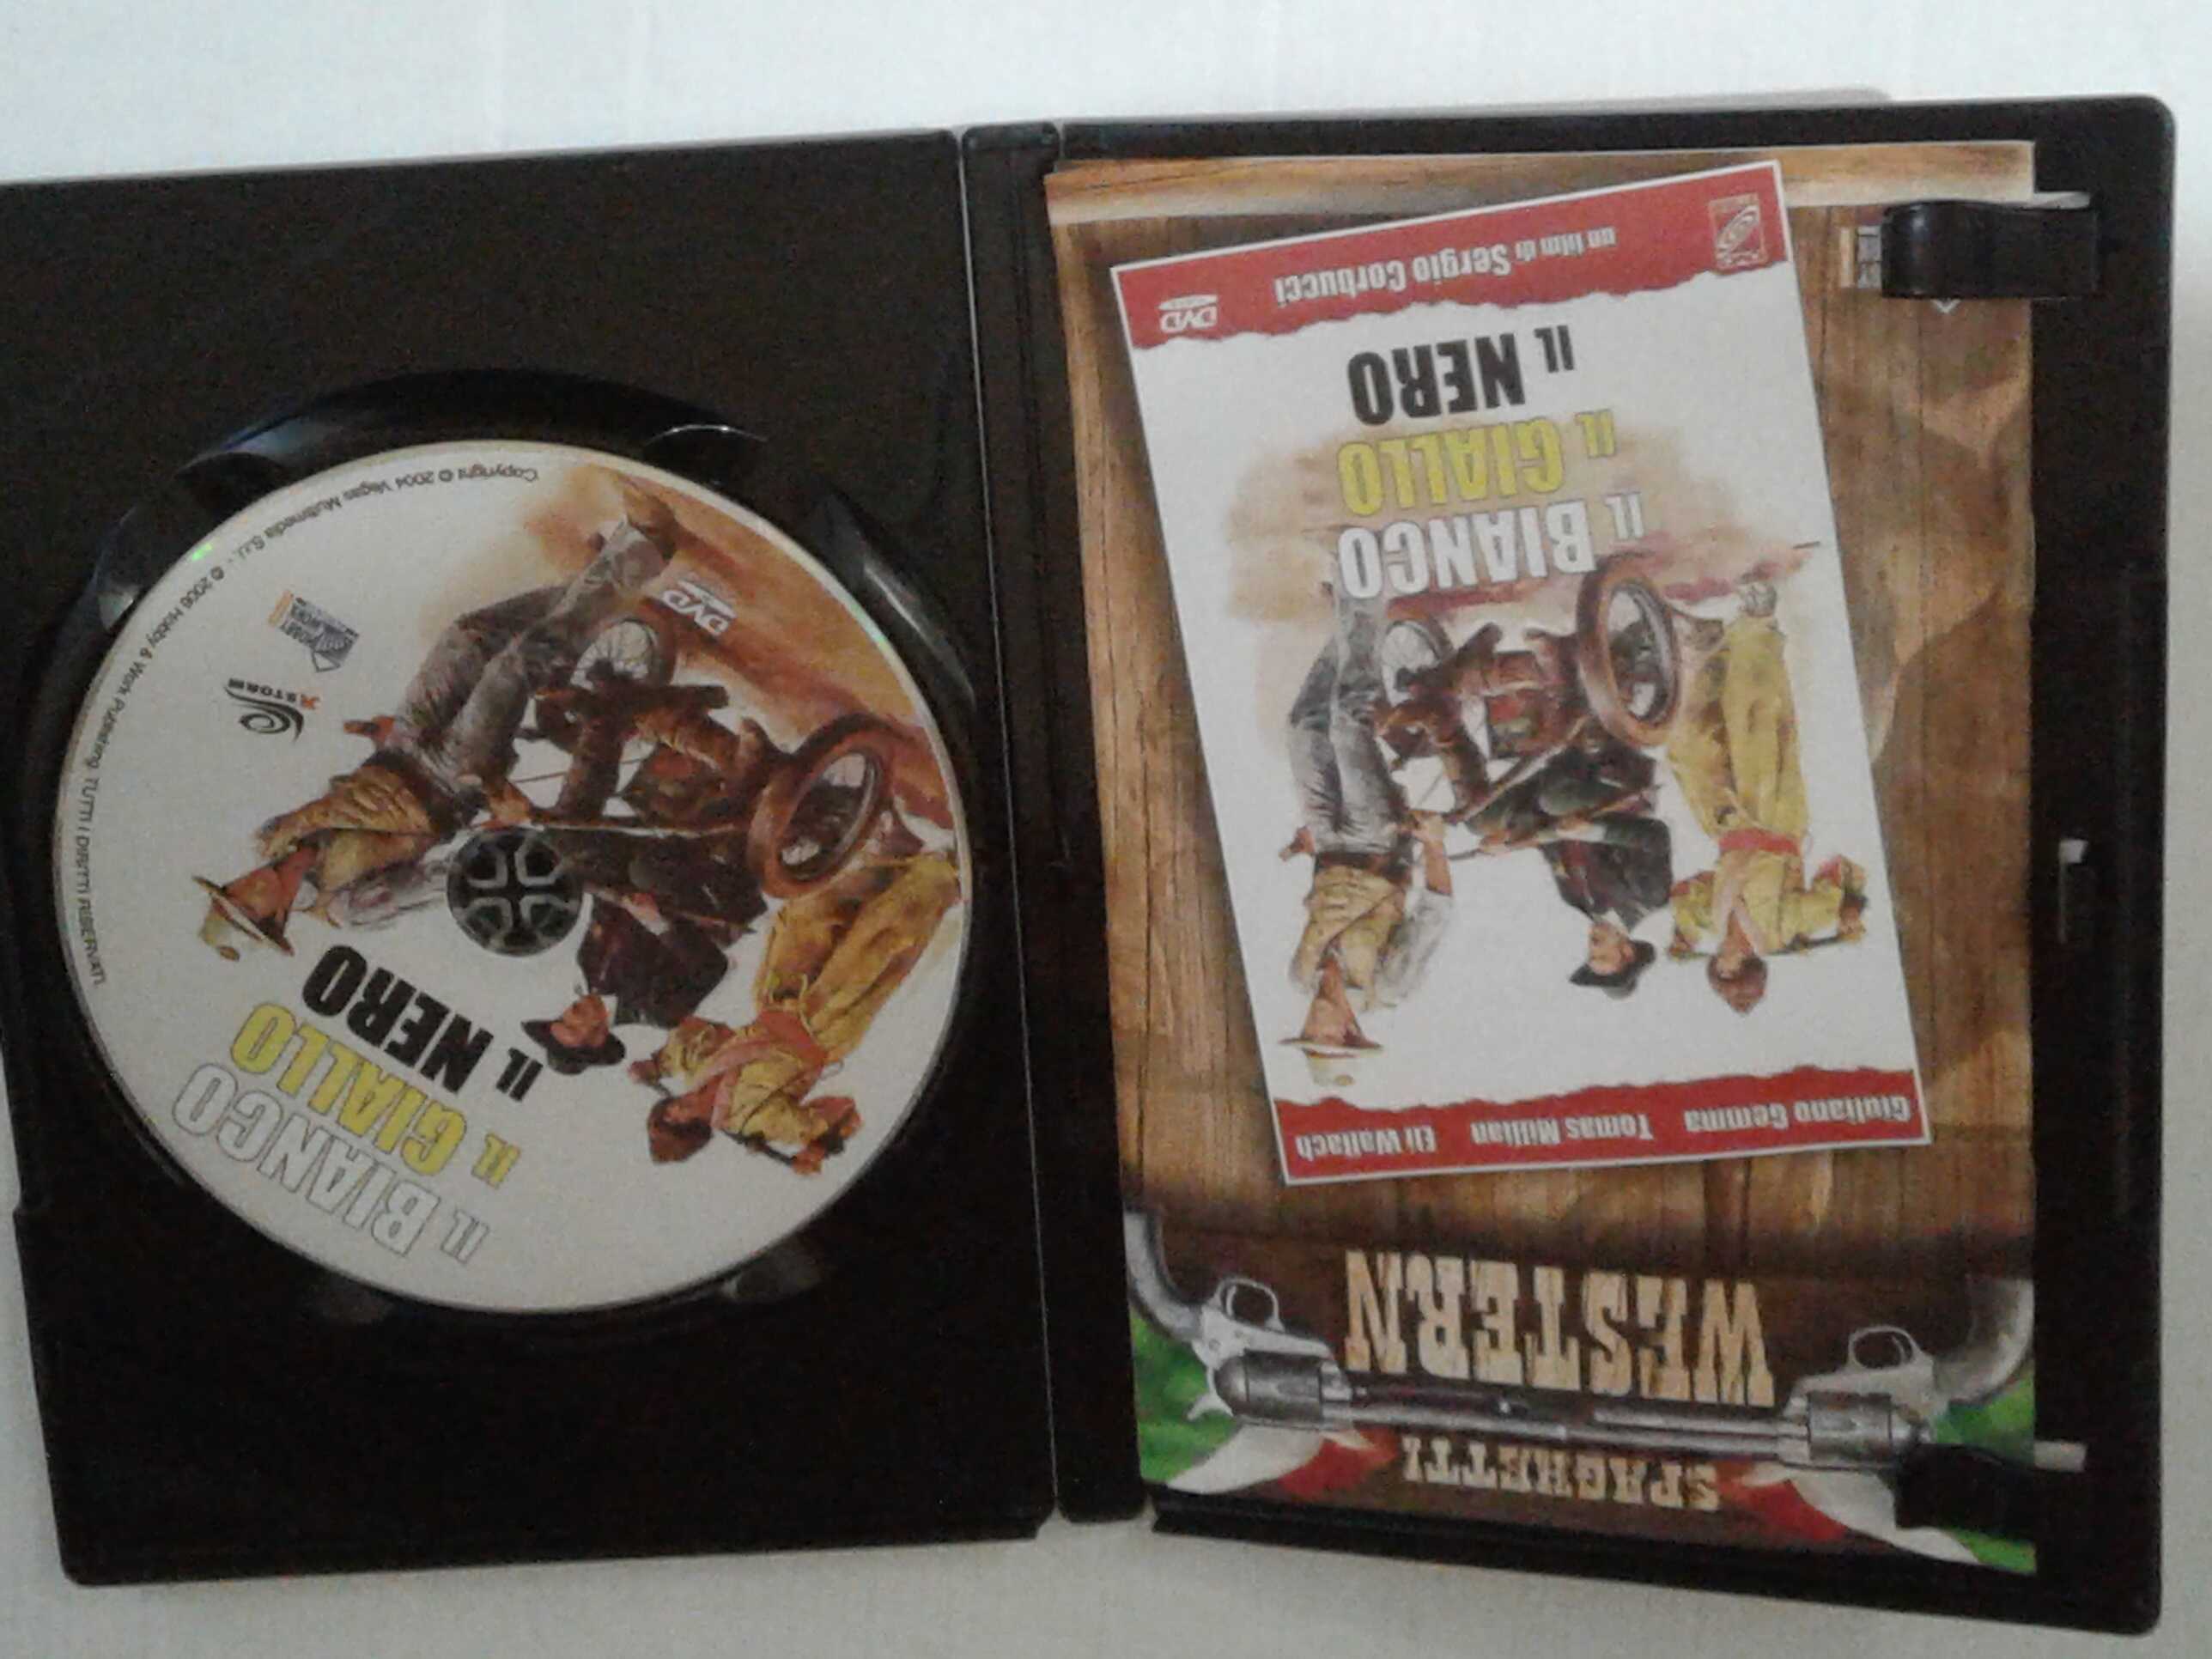 SPAGHETTI
WESTERN
Giuliano Gemma Tomas Milian Eli Wallach
IL BIANCO
IL GIALLO
IL NERO
un film di Sergio Corbucci
DVD
IL BIANCO
IL GIALLO
IL NERO
STORM
DVD
Copyright © 2004 Vegas Multimedia S.r.l. - © 2006 Hobby & Work Publishing. TUTTI I DIRITTI RISERVATI.